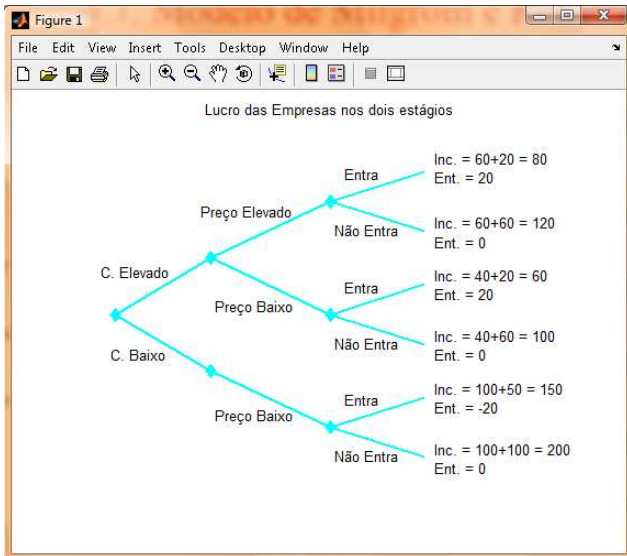 Figure 1
File Edit View Insert Tools Desktop Window Help
Lucro das Empresas nos dois estágios
Entra
Inc. = 60+20 = 80
Ent. = 20
Preço Elevado
Não Entra
Inc. = 60+60 = 120
Ent. = 0
C. Elevado
Entra
Inc. = 40+20 = 60
Ent. = 20
Preço Baixo
Não Entra
Inc. = 40+60 = 100
Ent. = 0
C. Baixo
Entra
Inc. = 100+50 = 150
Ent. = -20
Preço Baixo
Não Entra
Inc. = 100+100 = 200
Ent. = 0